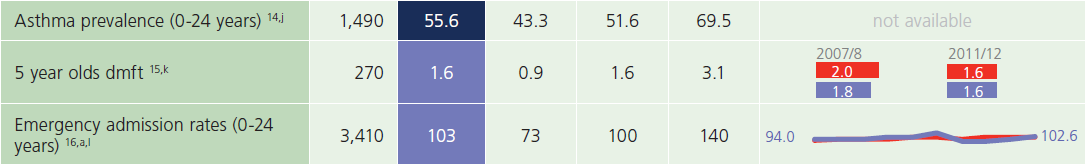 Asthma prevalence (0-24 years) 14,j 1,490 55.6 43.3 51.6 69.5 not available
2007/8 2011/12
5 year olds dmft 15,k 270 1.6 0.9 1.6 3.1 2.0 1.6
1.8 1.6
Emergency admission rates (0-24
years) 16,a,l 3,410 103 73 100 140 94.0 102.6